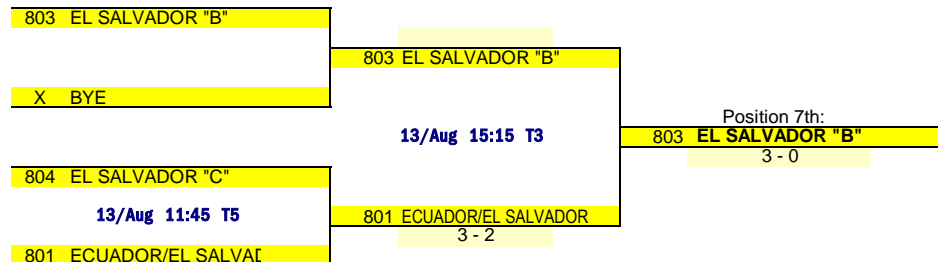 803 EL SALVADOR "B"
803 EL SALVADOR "B"
X BYE
Position 7th:
13/Aug 15:15 T3
803 EL SALVADOR "B"
3 - 0
804 EL SALVADOR "C"
13/Aug 11:45 T5
801 ECUADOR/EL SALVADOR
3 - 2
801 ECUADOR/EL SALVAD